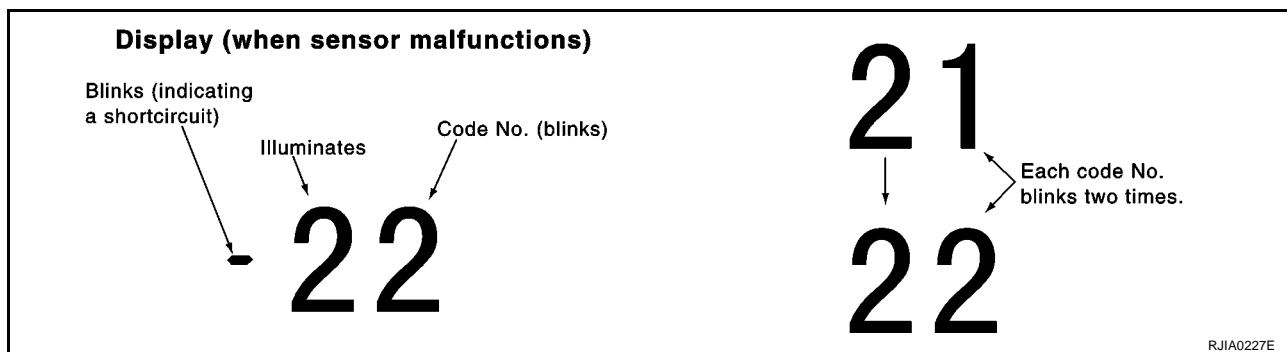 Display (when sensor malfunctions)
Blinks (indicating
a shortcircuit)
Illuminates
Code No. (blinks)
- 22
21
Each code No.
blinks two times.
22
RJIA0227E